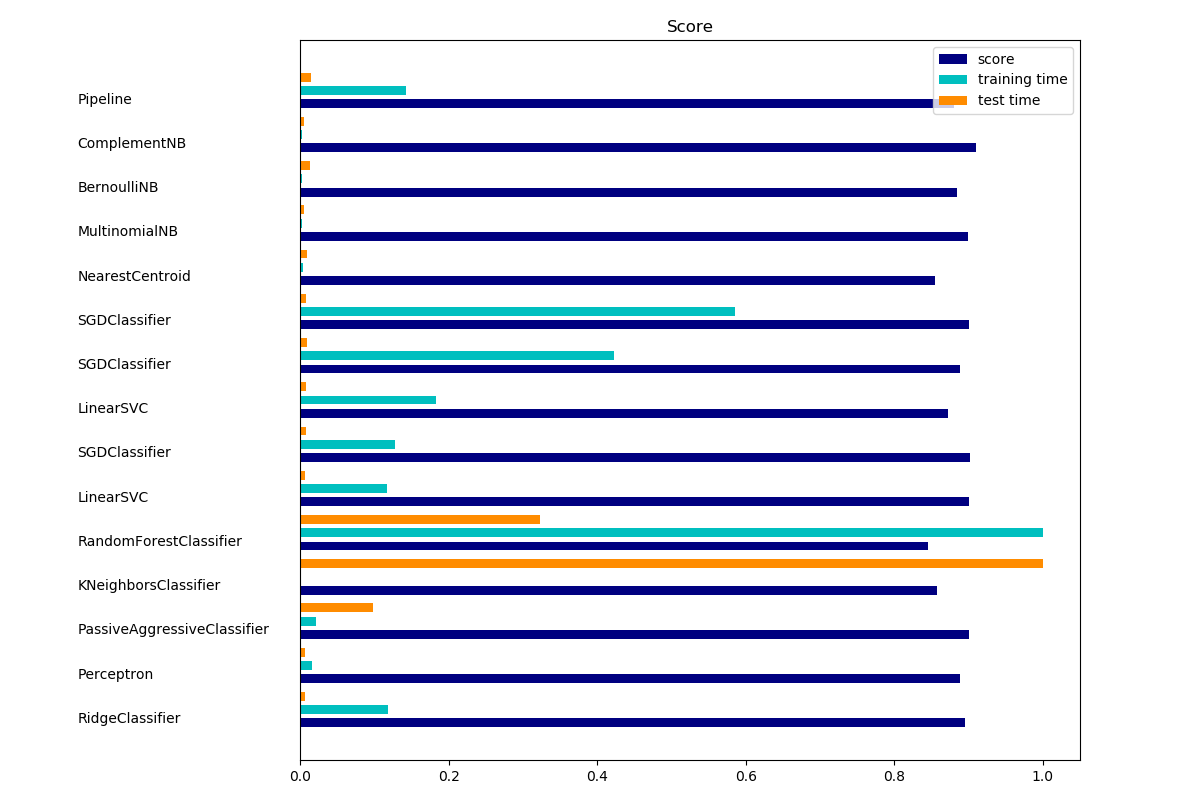 Score
score
training time
test time
Pipeline
ComplementNB
BernoulliNB
MultinomialNB
NearestCentroid
SGDClassifier
SGDClassifier
LinearSVC
SGDClassifier
LinearSVC
RandomForestClassifier
KNeighborsClassifier
PassiveAggressiveClassifier
Perceptron
RidgeClassifier
0.0 0.2 0.4 0.6 0.8 1.0